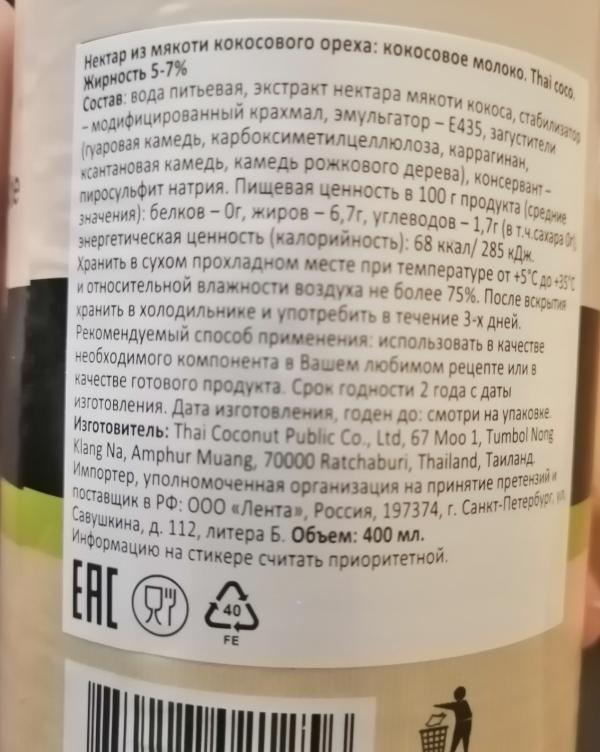 Нектар из мякоти кокосового ореха: кокосовое молоко. Thai coco.
Жирность 5-7%
Состав: вода питьевая, экстракт нектара мякоти кокоса, стабилизатор
– модифицированный крахмал, эмульгатор – Е435, загустители
(гуаровая камедь, карбоксиметилцеллюлоза, каррагинан,
ксантановая камедь, камедь рожкового дерева), консервант –
пиросульфит натрия. Пищевая ценность в 100 г продукта (средние
значения): белков – 0г, жиров – 6,7г, углеводов – 1,7г (в т.ч.сахара 0г),
энергетическая ценность (калорийность): 68 ккал/ 285 кДж.
Хранить в сухом прохладном месте при температуре от +5°С до +35°С
и относительной влажности воздуха не более 75%. После вскрытия
хранить в холодильнике и употребить в течение 3-х дней.
Рекомендуемый способ применения: использовать в качестве
необходимого компонента в Вашем любимом рецепте или в
качестве готового продукта. Срок годности 2 года с даты
изготовления. Дата изготовления, годен до: смотри на упаковке.
Изготовитель: Thai Coconut Public Co., Ltd, 67 Moo 1, Tumbol Nong
Klang Na, Amphur Muang, 70000 Ratchaburi, Thailand, Таиланд.
Импортер, уполномоченная организация на принятие претензий и
поставщик в РФ: ООО «Лента», Россия, 197374, г. Санкт-Петербург, ул.
Савушкина, д. 112, литера Б. Объем: 400 мл.
Информацию на стикере считать приоритетной.
EAC
40
FE